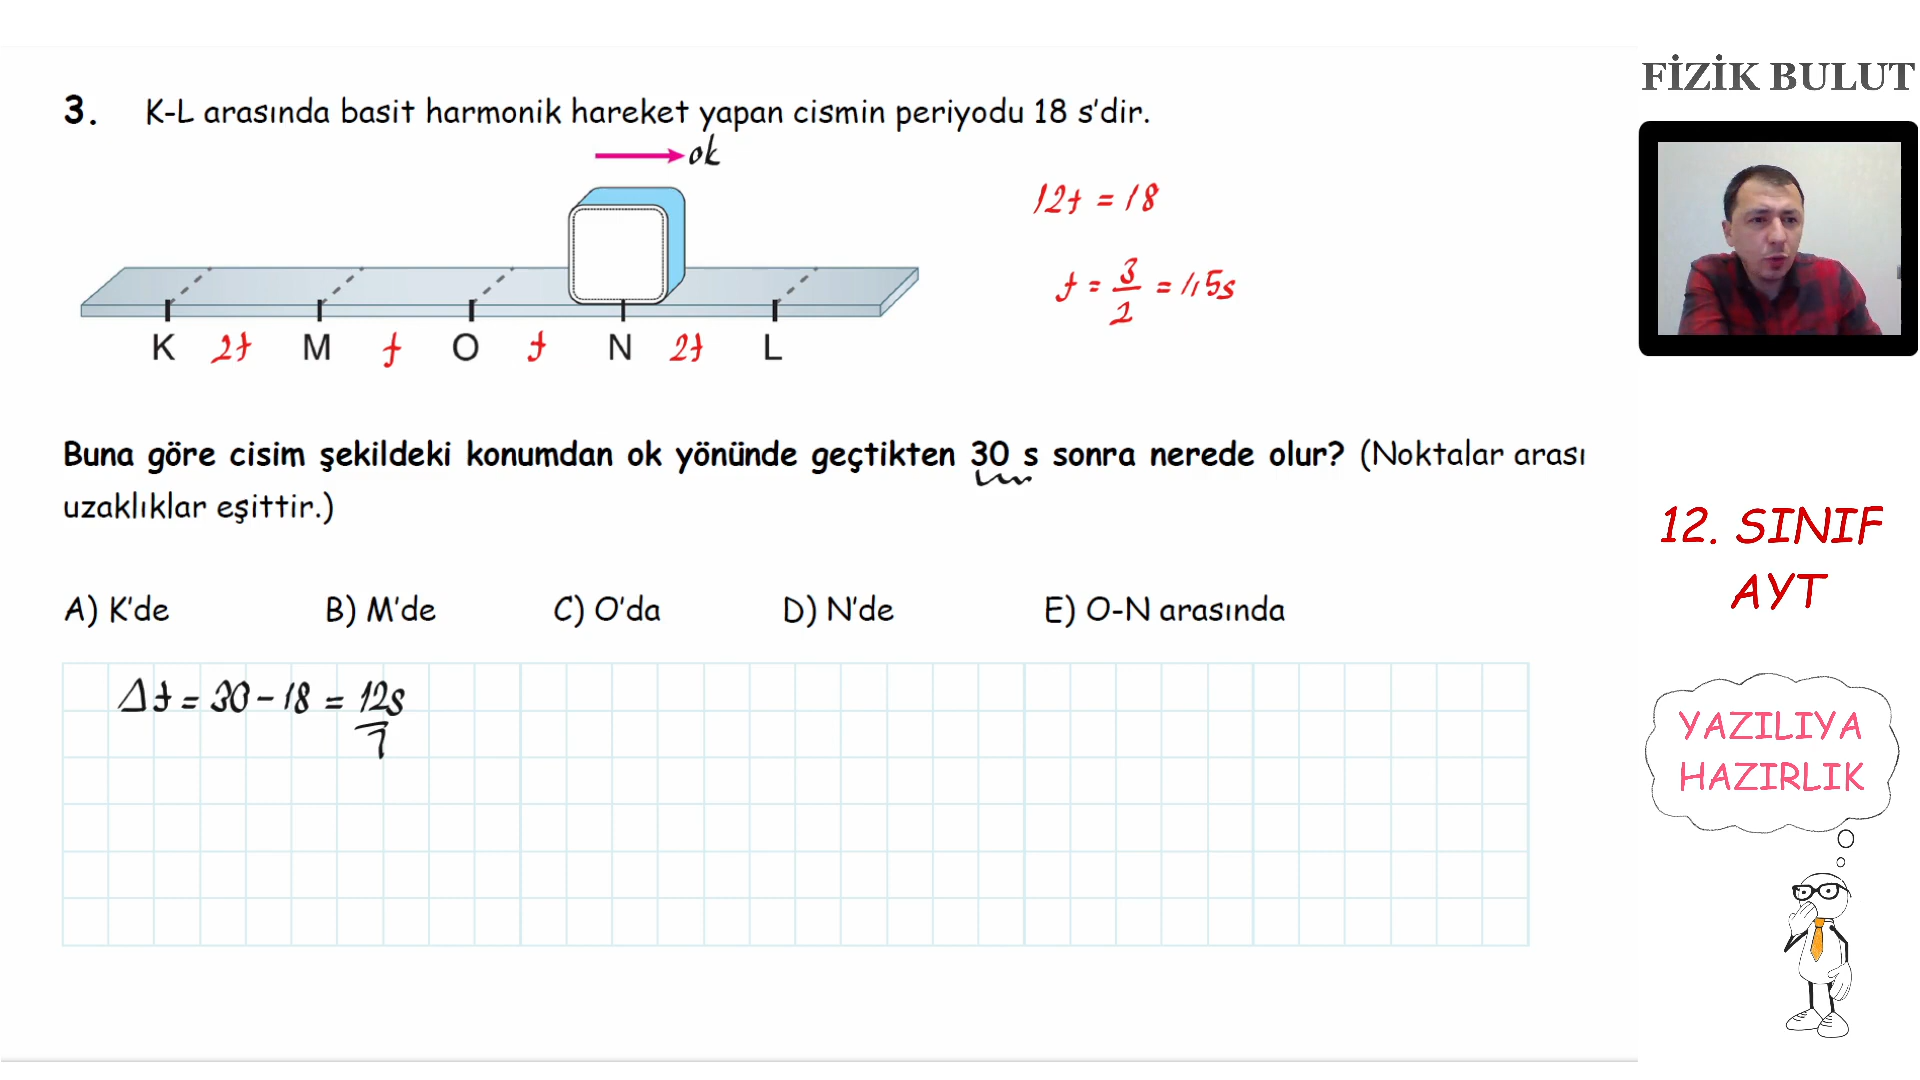 FİZİK BULUT
3. K-L arasında basit harmonik hareket yapan cismin periyodu 18 s'dir.
ok
12t = 18
t = 3/2 = 1,5s
K 2t M t O t N 2t L
Buna göre cisim şekildeki konumdan ok yönünde geçtikten 30 s sonra nerede olur? (Noktalar arası
uzaklıklar eşittir.)
A) K'de B) M'de C) O'da D) N'de E) O-N arasında
Δt = 30 - 18 = 12s
12. SINIF
AYT
YAZILIYA
HAZIRLIK